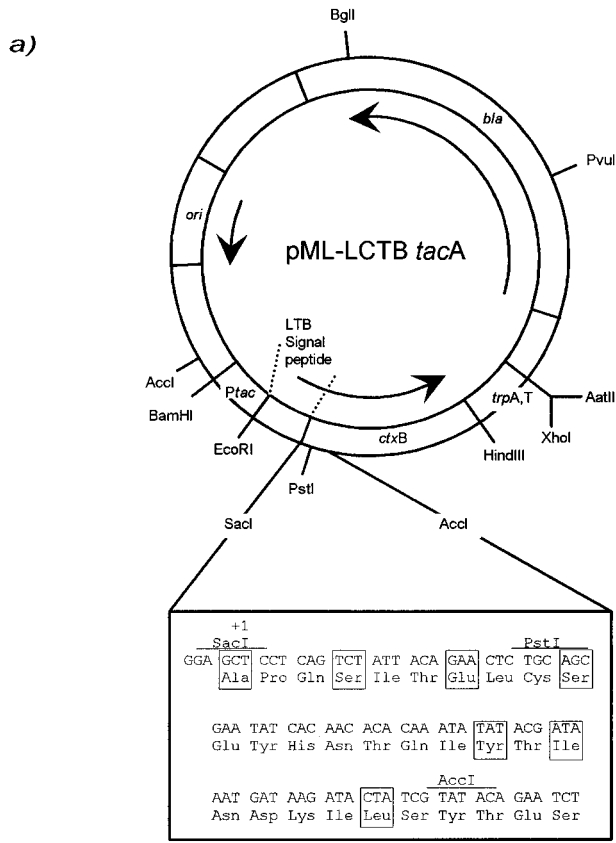 a)
BglI
bla
PvuI
ori
pML-LCTB tacA
LTB
Signal
peptide
AccI
BamHI
Ptac
EcoRI
PstI
ctxB
HindIII
trpA,T
AatII
XhoI
SacI
AccI
+1
SacI PstI
GGA GCT CCT CAG TCT ATT ACA GAA CTC TGC AGC
Ala Pro Gln Ser Ile Thr Glu Leu Cys Ser
GAA TAT CAC AAC ACA CAA ATA TAT ACG ATA
Glu Tyr His Asn Thr Gln Ile Tyr Thr Ile
AccI
AAT GAT AAG ATA CTA TCG TAT ACA GAA TCT
Asn Asp Lys Ile Leu Ser Tyr Thr Glu Ser